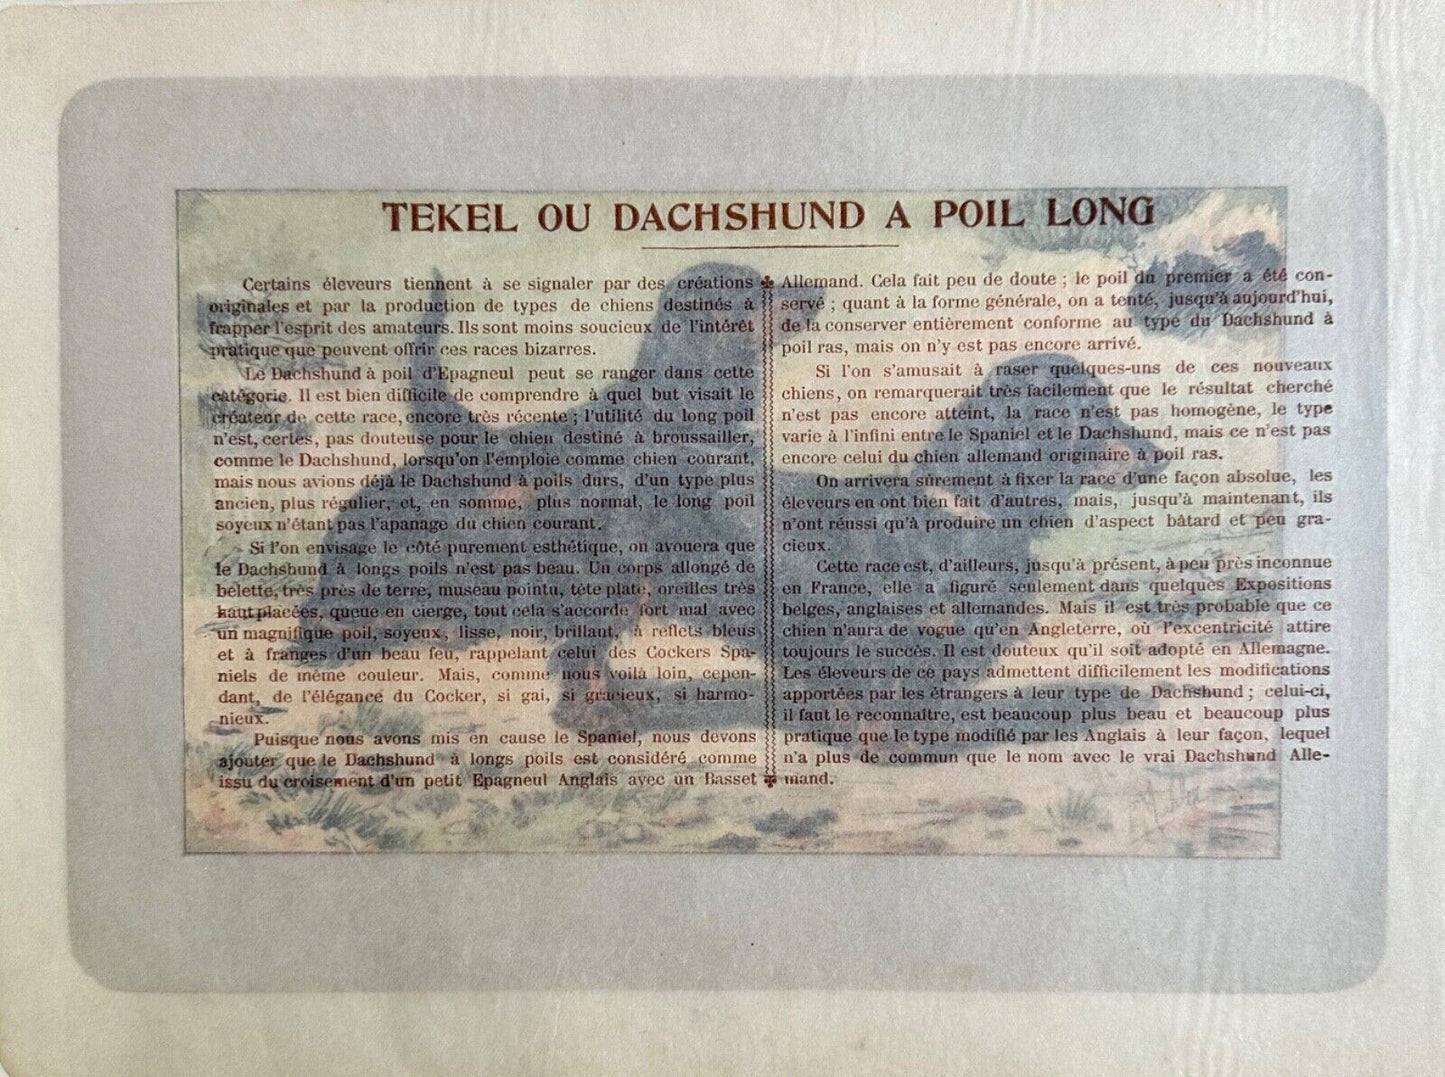 TEKEL OU DACHSHUND A POIL LONG
Certains éleveurs tiennent à se signaler par des créations
originales et par la production de types de chiens destinés à
frapper l'esprit des amateurs. Ils sont moins soucieux de l'intérêt
pratique que peuvent offrir ces races bizarres.
Le Dachshund à poil d'Epagneul peut se ranger dans cette
catégorie. Il est bien difficile de comprendre à quel but visait le
créateur de cette race, encore très récente ; l'utilité du long poil
n'est, certes, pas douteuse pour le chien destiné à broussailler,
comme le Dachshund, lorsqu'on l'emploie comme chien courant,
mais nous avions déjà le Dachshund à poils durs, d'un type plus
ancien, plus régulier, et, en somme, plus normal, le long poil
soyeux n'étant pas l'apanage du chien courant.
Si l'on envisage le côté purement esthétique, on avouera que
le Dachshund à longs poils n'est pas beau. Un corps allongé de
belette, très près de terre, museau pointu, tête plate, oreilles très
haut placées, queue en cierge, tout cela s'accorde fort mal avec
un magnifique poil, soyeux, lisse, noir, brillant, à reflets bleus
et à franges d'un beau feu, rappelant celui des Cockers Spa-
niels de même couleur. Mais, comme nous voilà loin, cepen-
dant, de l'élégance du Cocker, si gai, si gracieux, si harmo-
nieux.
Puisque nous avons mis en cause le Spaniel, nous devons
ajouter que le Dachshund à longs poils est considéré comme
issu du croisement d'un petit Epagneul Anglais avec un Basset
Allemand. Cela fait peu de doute ; le poil du premier a été con-
servé ; quant à la forme générale, on a tenté, jusqu'à aujourd'hui,
de la conserver entièrement conforme au type du Dachshund à
poil ras, mais on n'y est pas encore arrivé.
Si l'on s'amusait à raser quelques-uns de ces nouveaux
chiens, on remarquerait très facilement que le résultat cherché
n'est pas encore atteint, la race n'est pas homogène, le type
varie à l'infini entre le Spaniel et le Dachshund, mais ce n'est pas
encore celui du chien allemand originaire à poil ras.
On arrivera sûrement à fixer la race d'une façon absolue, les
éleveurs en ont bien fait d'autres, mais, jusqu'à maintenant, ils
n'ont réussi qu'à produire un chien d'aspect bâtard et peu gra-
cieux.
Cette race est, d'ailleurs, jusqu'à présent, à peu près inconnue
en France, elle a figuré seulement dans quelques Expositions
belges, anglaises et allemandes. Mais il est très probable que ce
chien n'aura de vogue qu'en Angleterre, où l'excentricité attire
toujours le succès. Il est douteux qu'il soit adopté en Allemagne.
Les éleveurs de ce pays admettent difficilement les modifications
apportées par les étrangers à leur type de Dachshund ; celui-ci,
il faut le reconnaître, est beaucoup plus beau et beaucoup plus
pratique que le type modifié par les Anglais à leur façon, lequel
n'a plus de commun que le nom avec le vrai Dachshund Alle-
mand.